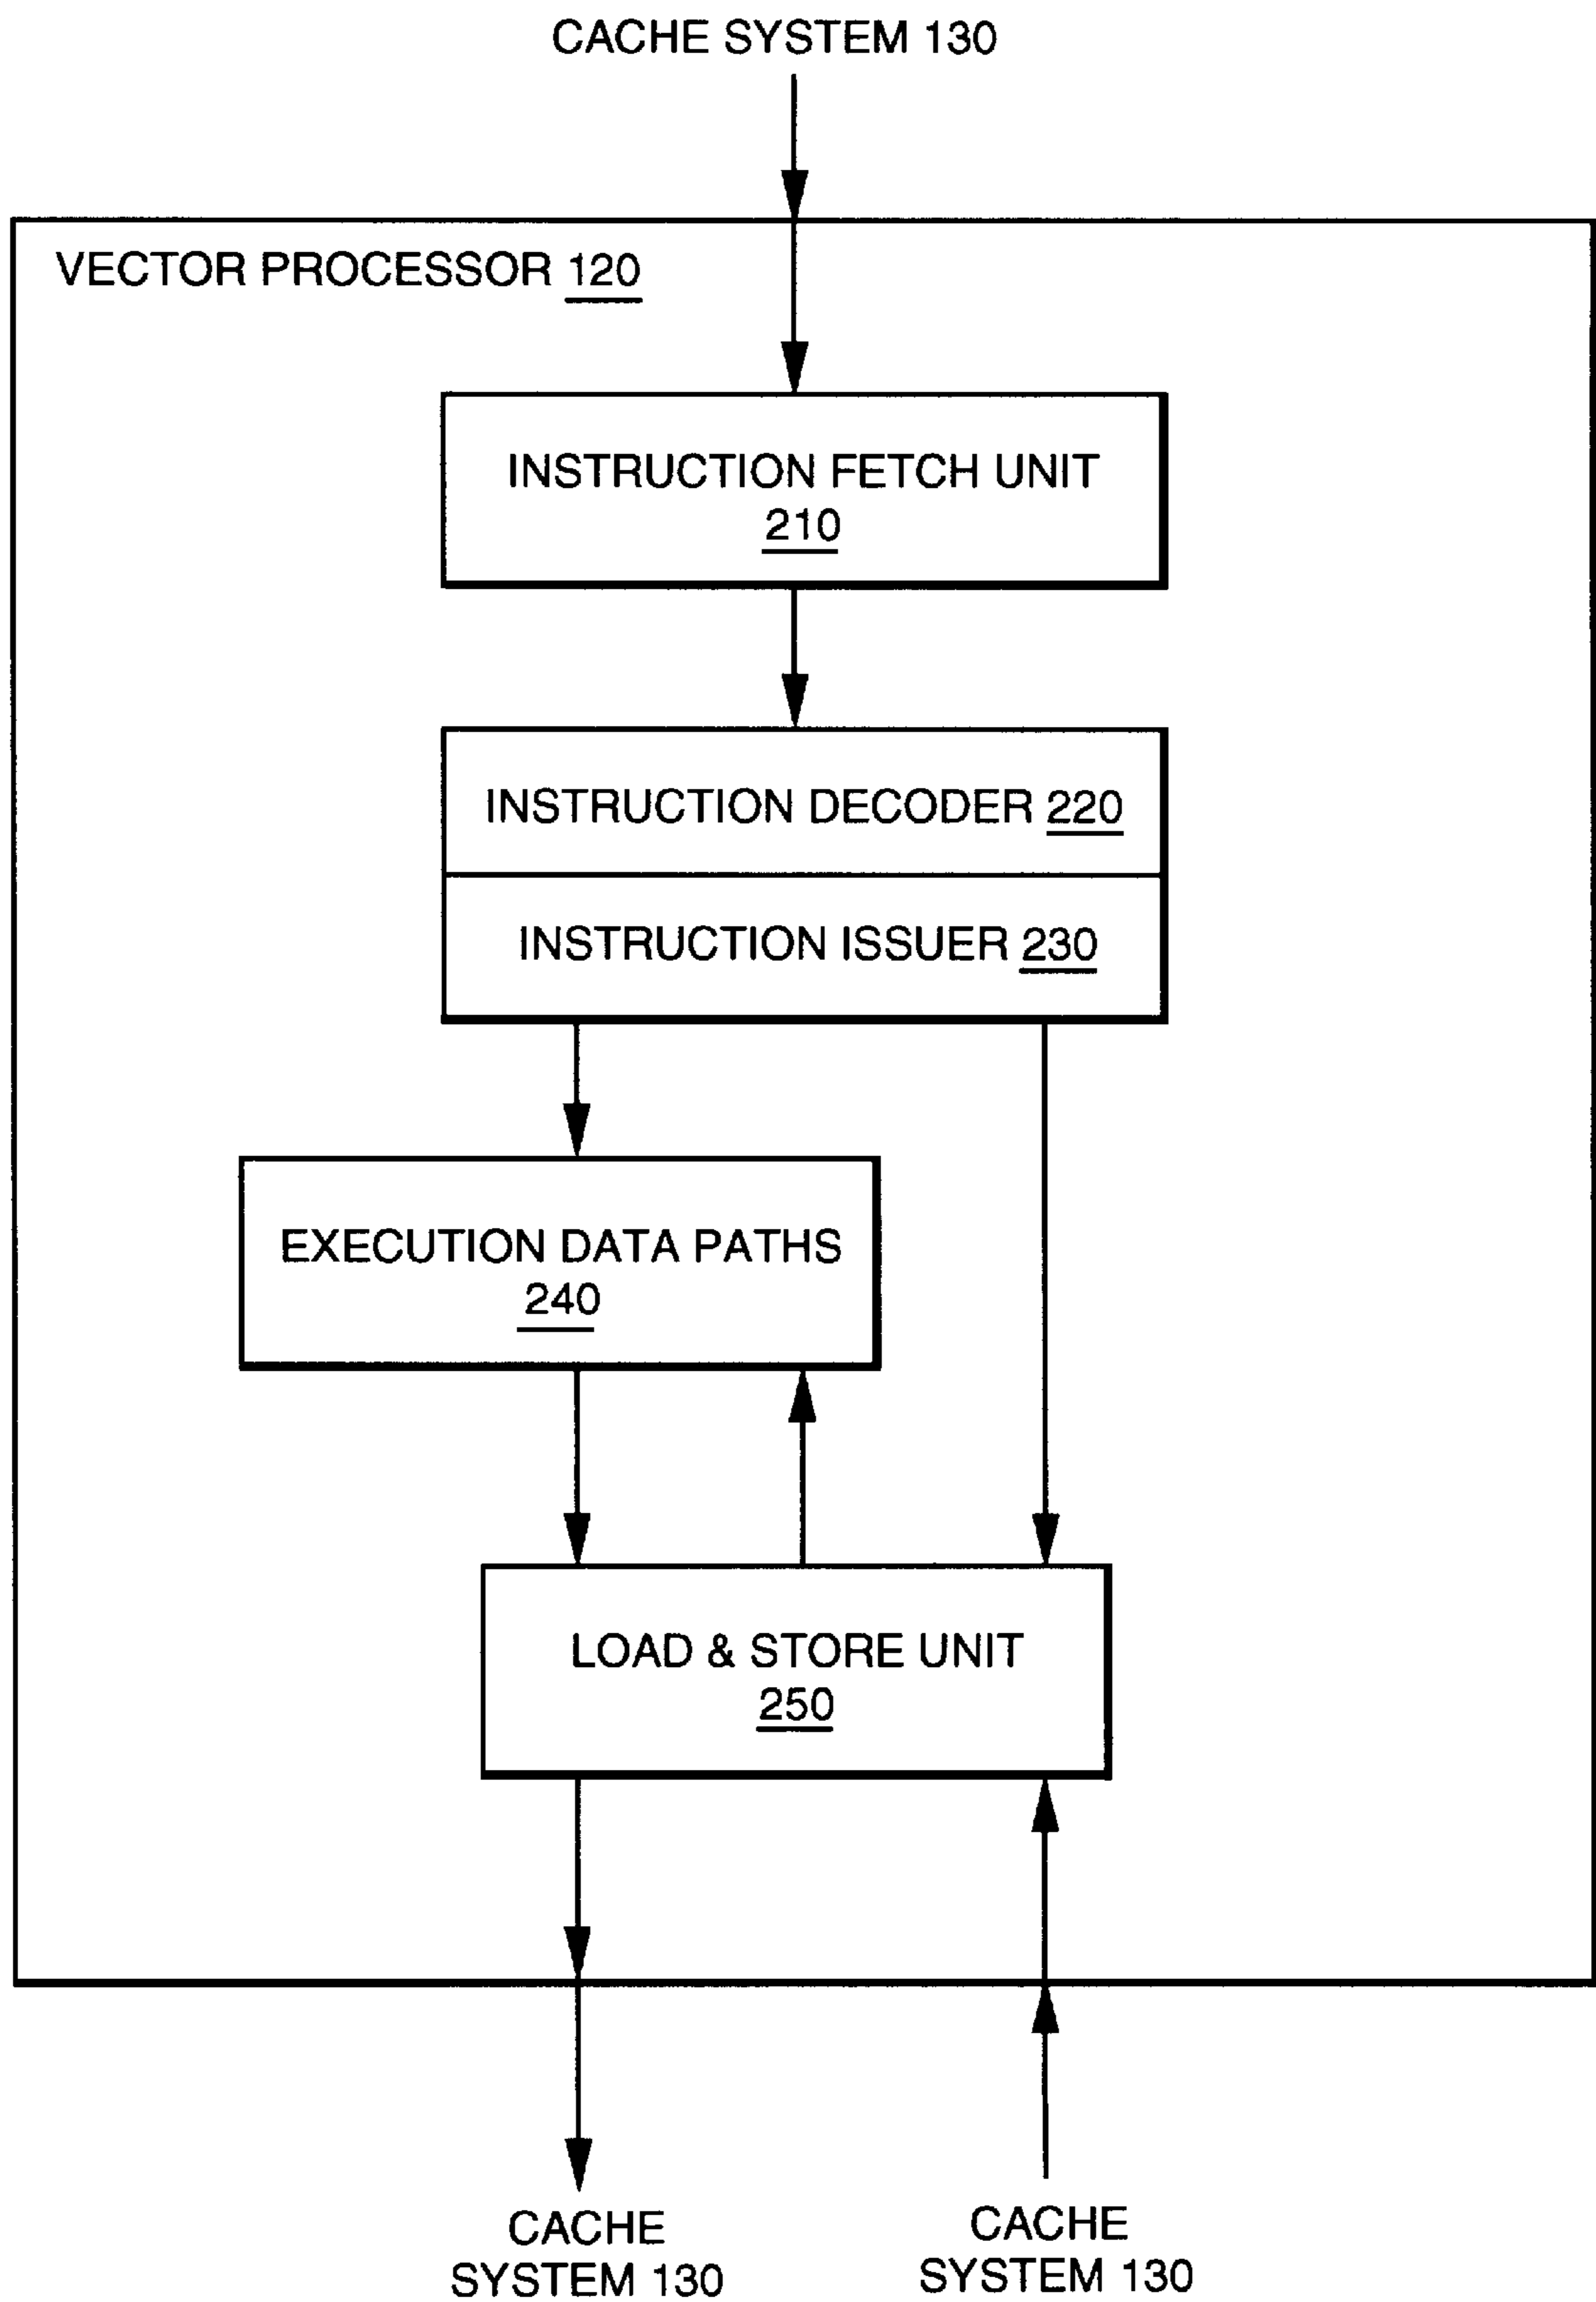 CACHE SYSTEM 130
VECTOR PROCESSOR 120
INSTRUCTION FETCH UNIT
210
INSTRUCTION DECODER 220
INSTRUCTION ISSUER 230
EXECUTION DATA PATHS
240
LOAD & STORE UNIT
250
CACHE
SYSTEM 130
CACHE
SYSTEM 130